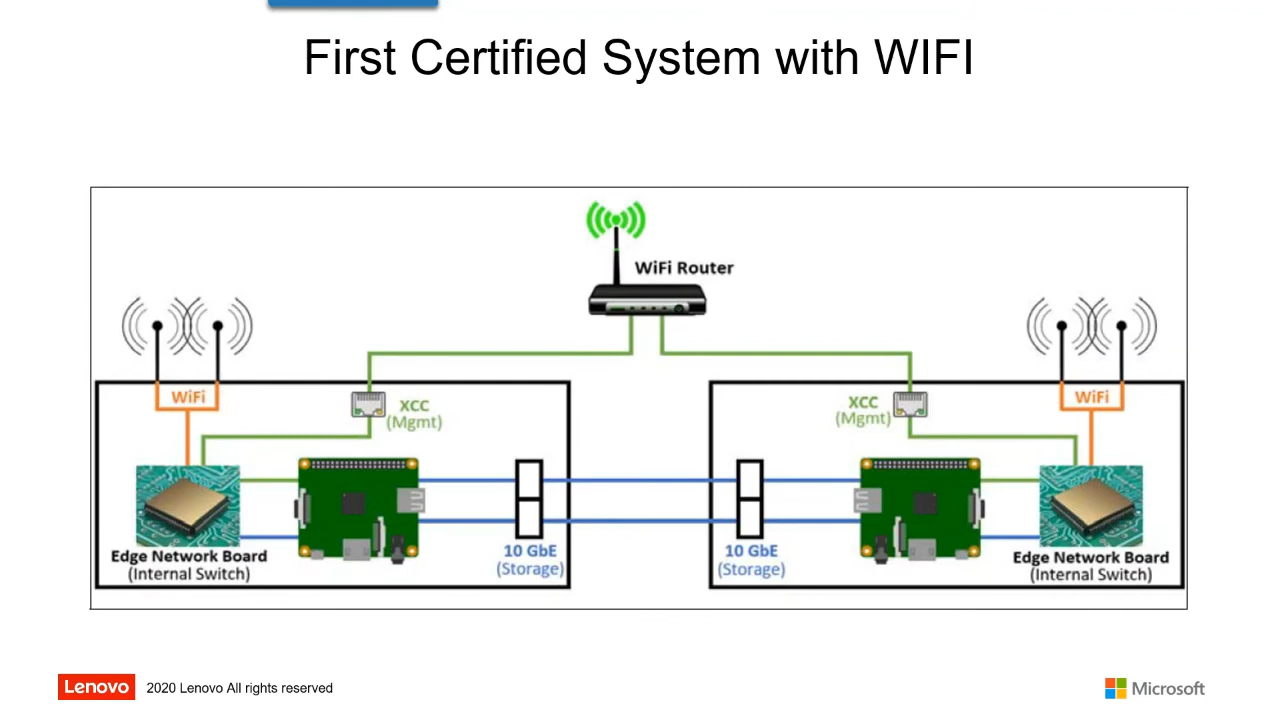 First Certified System with WIFI
WiFi Router
WiFi
XCC
(Mgmt)
XCC
(Mgmt)
WiFi
Edge Network Board
(Internal Switch)
10 GbE
(Storage)
10 GbE
(Storage)
Edge Network Board
(Internal Switch)
Lenovo
2020 Lenovo All rights reserved
Microsoft